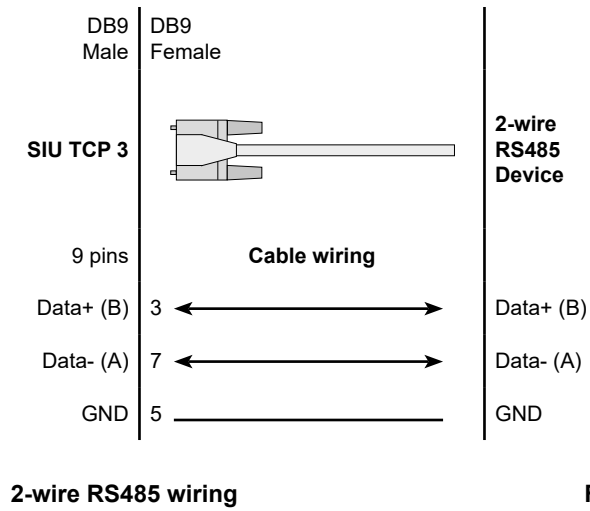 DB9 DB9
Male Female
SIU TCP 3
2-wire
RS485
Device
9 pins Cable wiring
Data+ (B) 3 Data+ (B)
Data- (A) 7 Data- (A)
GND 5 GND
2-wire RS485 wiring